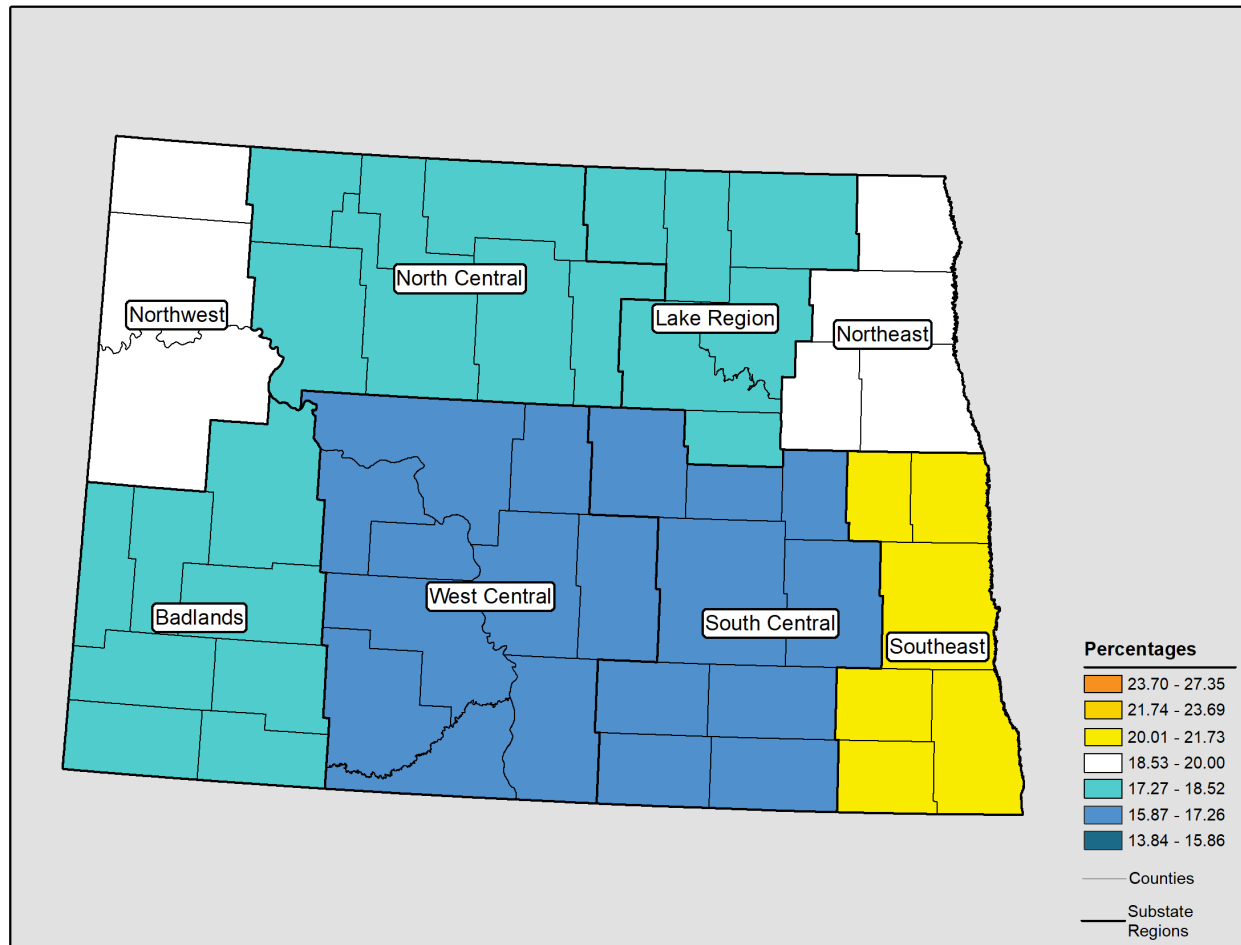 North Central
Northwest
Lake Region
Northeast
West Central
Badlands
South Central
Southeast
Percentages
23.70 - 27.35
21.74 - 23.69
20.01 - 21.73
18.53 - 20.00
17.27 - 18.52
15.87 - 17.26
13.84 - 15.86
Counties
Substate
Regions